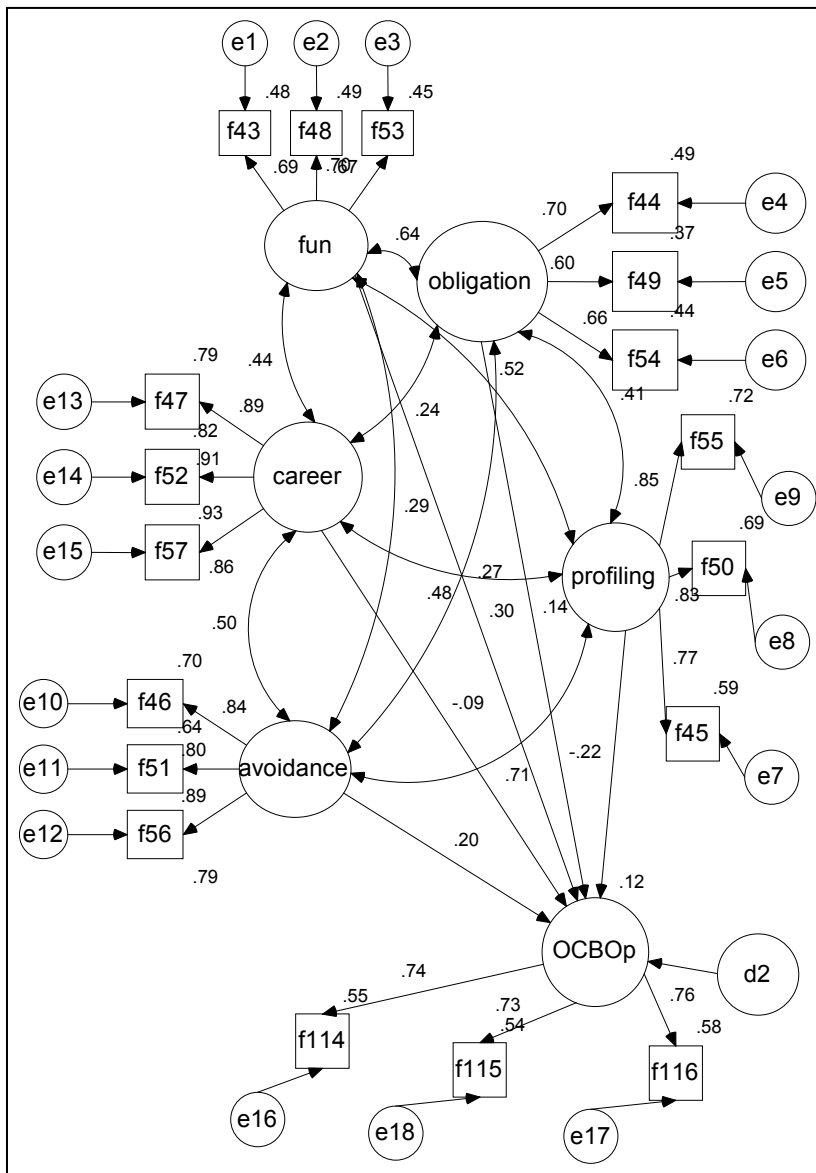 e1 e2 e3
.48 .49 .45
f43 f48 f53
.69 .70 .67
.49
.70 f44 e4
fun .64 .37
obligation .60 f49 e5
.66 .44
f54 e6
.79 .44 .52 .41 .72
e13 f47 .89 .24 f55
.82
e14 f52 .91 career .85 e9
.93 .29 .69
e15 f57 .27 profiling f50
.86 .48 .30 .14 .83
.50 e8
.70 .77
e10 f46 .84 -.09 .59
.64 f45
e11 f51 .80 avoidance .71 -.22 e7
.89
e12 f56 .20
.79 .12
OCBOp d2
.74
.55 .73 .76
f114 .54 .58
f115 f116
e16 e18 e17